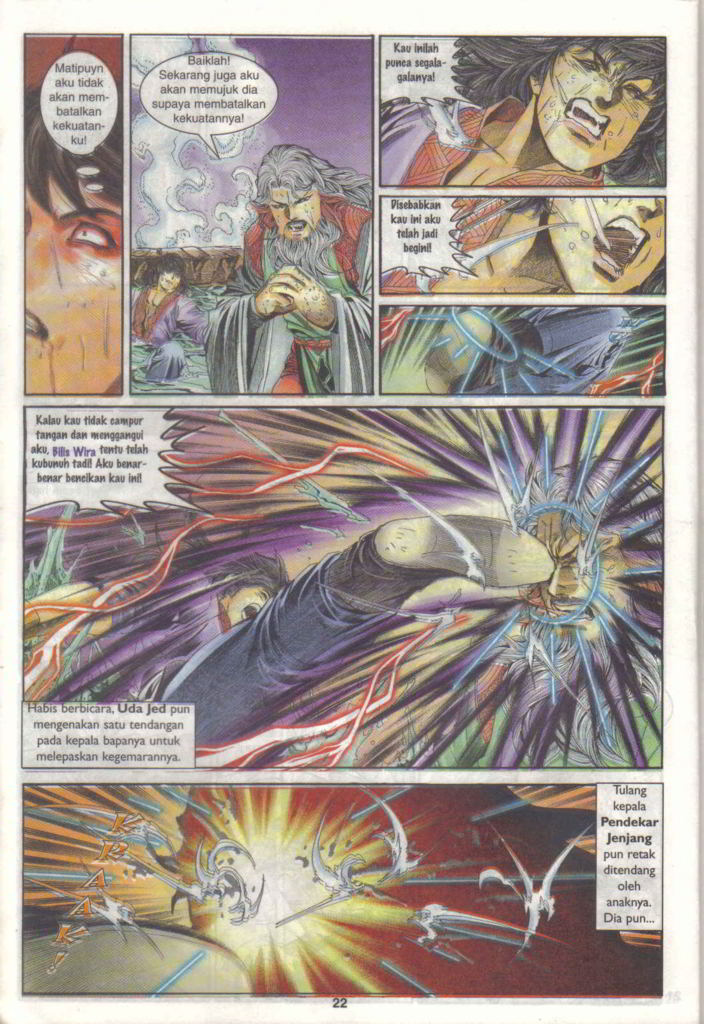 Matipuyn
aku tidak
akan mem-
batalkan
kekuatan-
ku!
Baiklah!
Sekarang juga aku
akan memujuk dia
supaya membatalkan
kekuatannya!
Kau inilah
punca segala-
galanya!
Disebabkan
kau ini aku
telah jadi
begini!
Kalau kau tidak campur
tangan dan menggangui
aku, Bills Wira tentu telah
kubunuh tadi! Aku benar-
benar bencikan kau ini!
Habis berbicara, Uda Jed pun
mengenakan satu tendangan
pada kepala bapanya untuk
melepaskan kegemarannya.
KRAAAK!
Tulang
kepala
Pendekar
Jenjang
pun retak
ditendang
oleh
anaknya.
Dia pun...
22